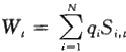 W_t = \sum_{i=1}^{N} q_i S_{i,t}